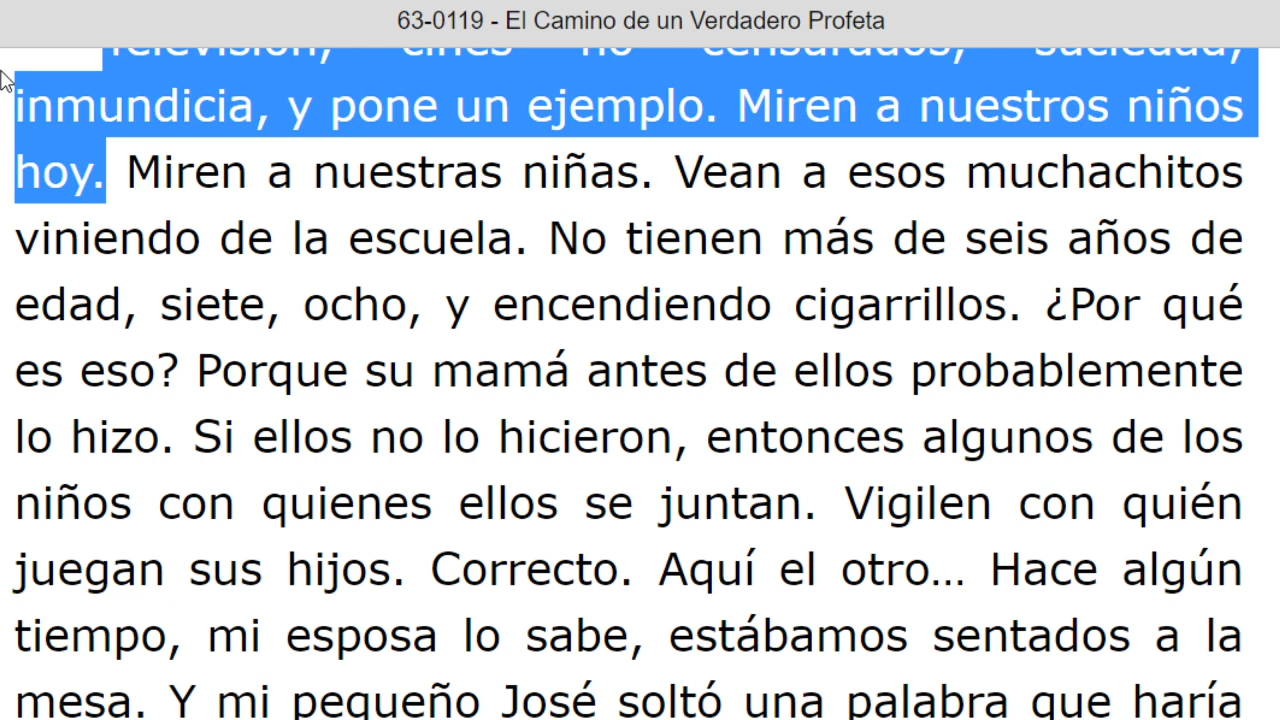 63-0119 - El Camino de un Verdadero Profeta
Televisión, cines no censurados, suciedad,
inmundicia, y pone un ejemplo. Miren a nuestros niños
hoy. Miren a nuestras niñas. Vean a esos muchachitos
viniendo de la escuela. No tienen más de seis años de
edad, siete, ocho, y encendiendo cigarrillos. ¿Por qué
es eso? Porque su mamá antes de ellos probablemente
lo hizo. Si ellos no lo hicieron, entonces algunos de los
niños con quienes ellos se juntan. Vigilen con quién
juegan sus hijos. Correcto. Aquí el otro… Hace algún
tiempo, mi esposa lo sabe, estábamos sentados a la
mesa. Y mi pequeño José soltó una palabra que haría